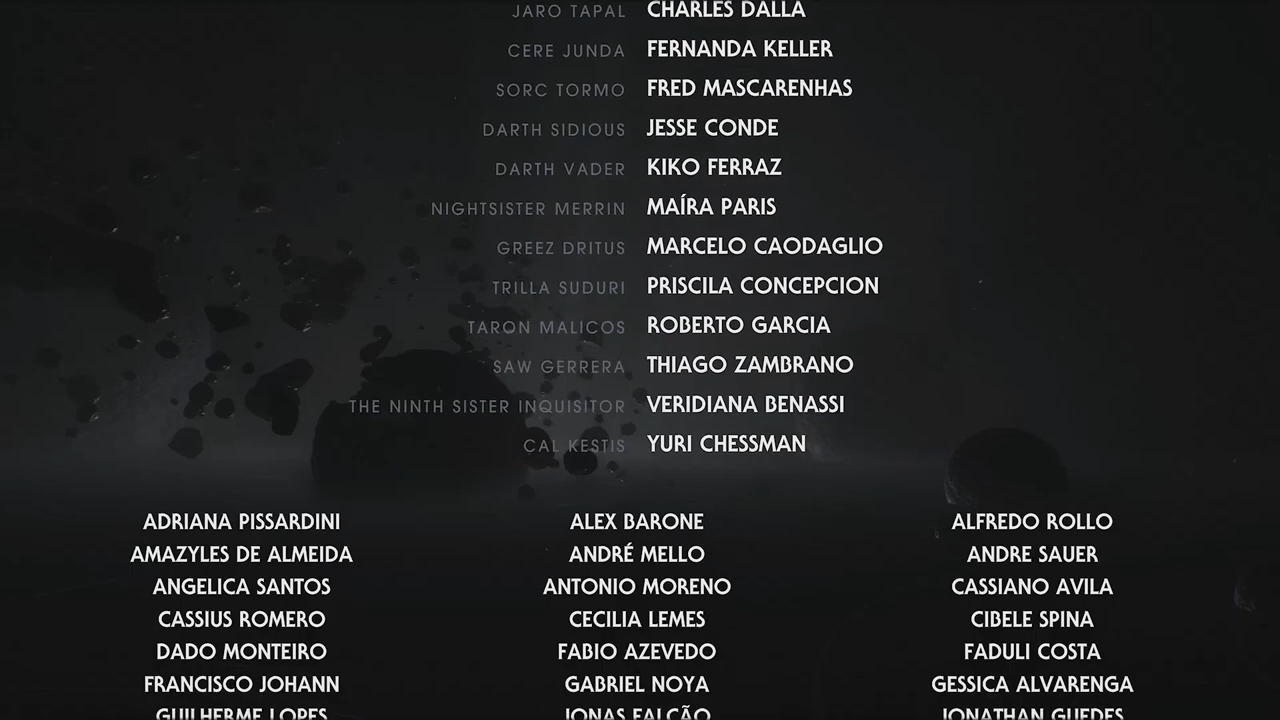 JARO TAPAL CHARLES DALLA
CERE JUNDA FERNANDA KELLER
SORC TORMO FRED MASCARENHAS
DARTH SIDIOUS JESSE CONDE
DARTH VADER KIKO FERRAZ
NIGHTSISTER MERRIN MAÍRA PARIS
GREEZ DRITUS MARCELO CAODAGLIO
TRILLA SUDURI PRISCILA CONCEPCION
TARON MALICOS ROBERTO GARCIA
SAW GERRERA THIAGO ZAMBRANO
THE NINTH SISTER INQUISITOR VERIDIANA BENASSI
CAL KESTIS YURI CHESSMAN
ADRIANA PISSARDINI ALEX BARONE ALFREDO ROLLO
AMAZYLES DE ALMEIDA ANDRÉ MELLO ANDRE SAUER
ANGELICA SANTOS ANTONIO MORENO CASSIANO AVILA
CASSIUS ROMERO CECILIA LEMES CIBELE SPINA
DADO MONTEIRO FABIO AZEVEDO FADULI COSTA
FRANCISCO JOHANN GABRIEL NOYA GESSICA ALVARENGA
GUILHERME LOPES JONAS FALCÃO JONATHAN GUEDES